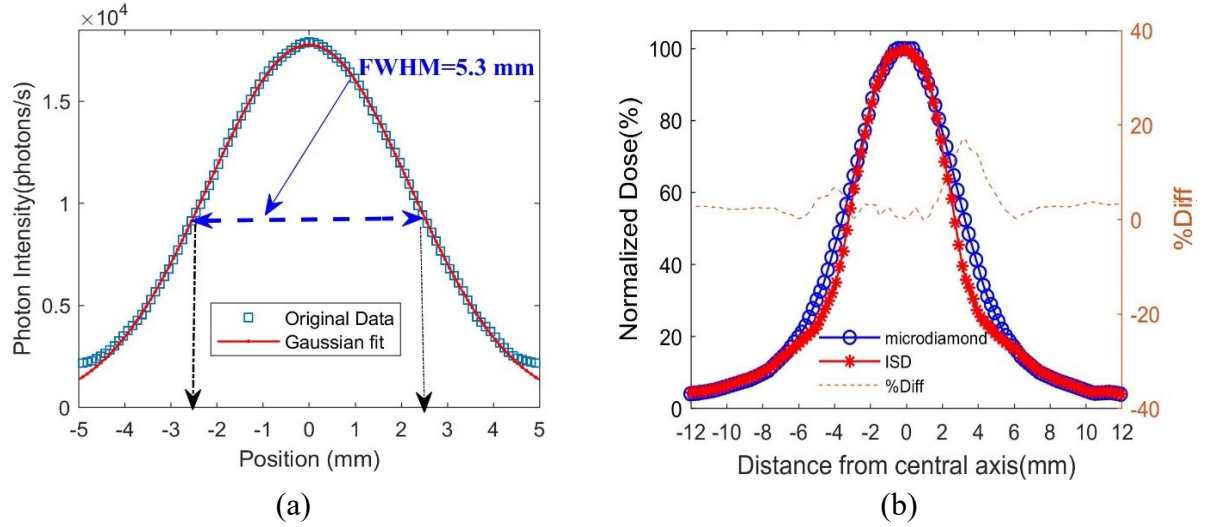 ×10⁴
Photon Intensity(photons/s)
1.5
1
0.5
0
FWHM=5.3 mm
Original Data
Gaussian fit
-5 -4 -3 -2 -1 0 1 2 3 4 5
Position (mm)
(a)
Normalized Dose(%)
100
80
60
40
20
0
microdiamond
ISD
%Diff
40
20
0
-20
-40
%Diff
-12 -10 -8 -6 -4 -2 0 2 4 6 8 10 12
Distance from central axis(mm)
(b)